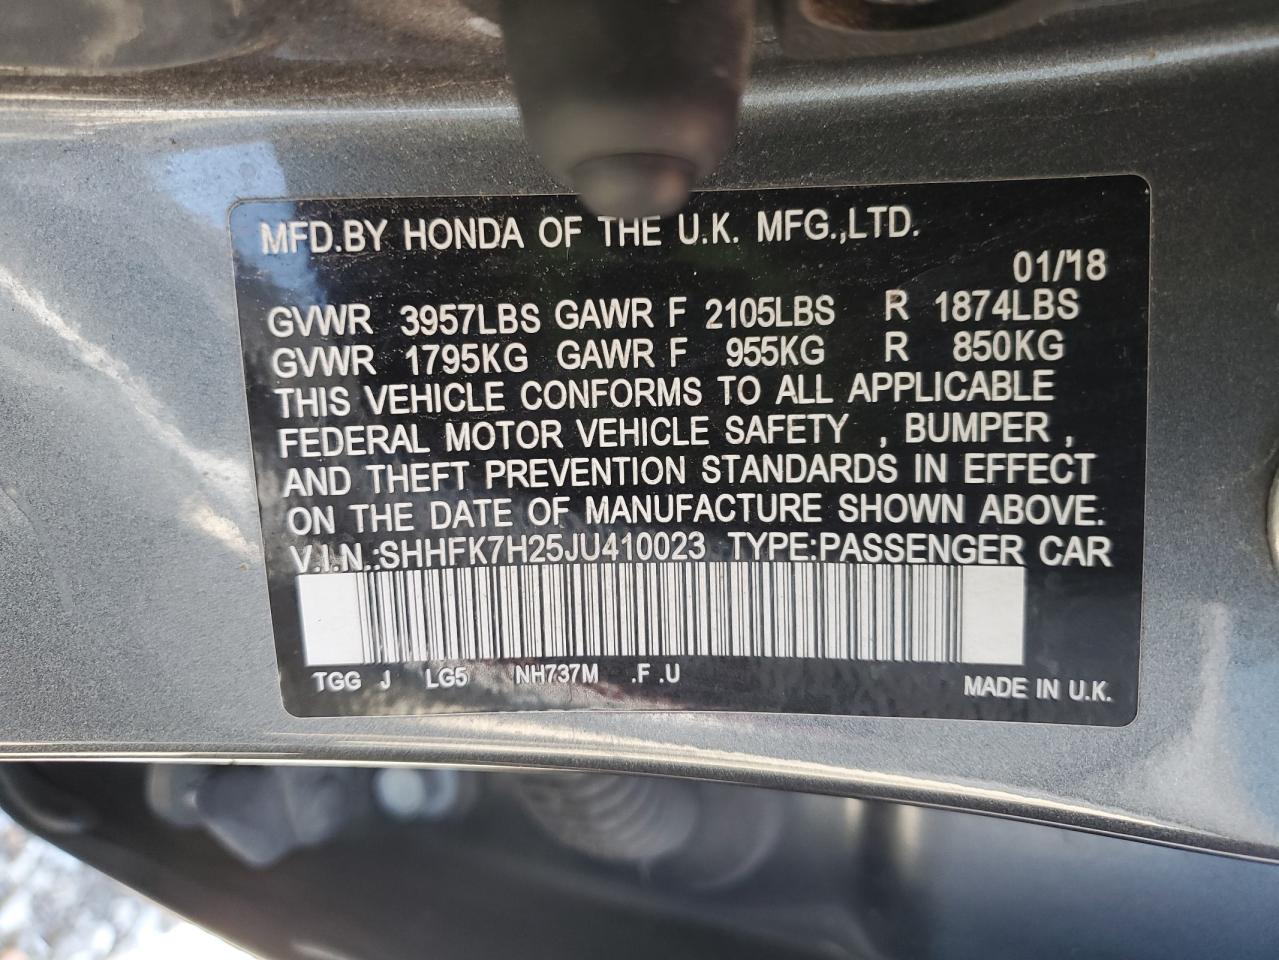 MFD.BY HONDA OF THE U.K. MFG.,LTD.
01/'18
GVWR 3957LBS GAWR F 2105LBS R 1874LBS
GVWR 1795KG GAWR F 955KG R 850KG
THIS VEHICLE CONFORMS TO ALL APPLICABLE
FEDERAL MOTOR VEHICLE SAFETY , BUMPER ,
AND THEFT PREVENTION STANDARDS IN EFFECT
ON THE DATE OF MANUFACTURE SHOWN ABOVE.
V.I.N.:SHHFK7H25JU410023 TYPE:PASSENGER CAR
TGG J LG5 NH737M .F .U
MADE IN U.K.